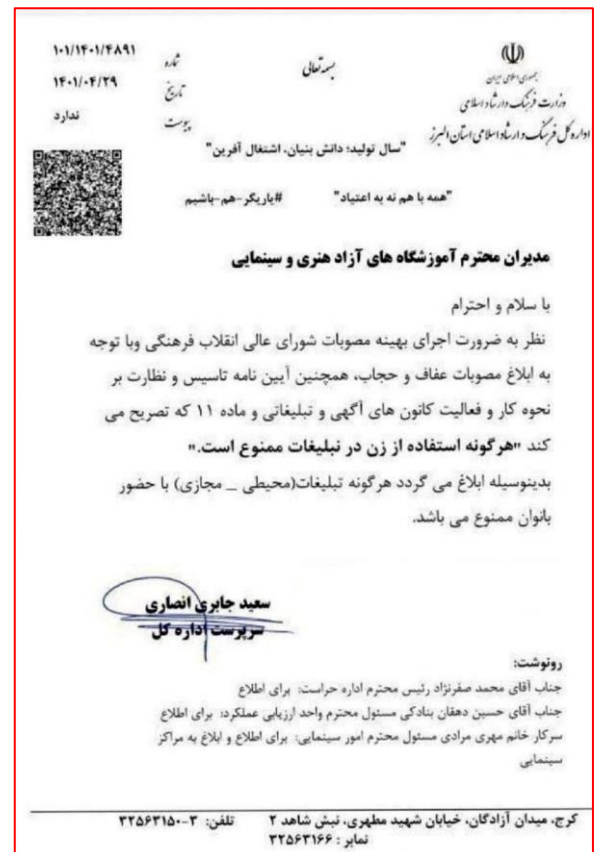 بسمه تعالی
جمهوری اسلامی ایران
وزارت فرهنگ و ارشاد اسلامی
اداره کل فرهنگ و ارشاد اسلامی استان البرز
شماره ۱۰۱/۱۴۰۱/۴۸۹۱
تاریخ ۱۴۰۱/۰۴/۲۹
پیوست ندارد
"سال تولید؛ دانش بنیان، اشتغال آفرین"
"همه با هم نه به اعتیاد" #یاریگر-هم-باشیم
مدیران محترم آموزشگاه های آزاد هنری و سینمایی
با سلام و احترام
نظر به ضرورت اجرای بهینه مصوبات شورای عالی انقلاب فرهنگی وبا توجه
به ابلاغ مصوبات عفاف و حجاب، همچنین آیین نامه تاسیس و نظارت بر
نحوه کار و فعالیت کانون های آگهی و تبلیغاتی و ماده ۱۱ که تصریح می
کند "هرگونه استفاده از زن در تبلیغات ممنوع است."
بدینوسیله ابلاغ می گردد هرگونه تبلیغات(محیطی _ مجازی) با حضور
بانوان ممنوع می باشد.
سعید جابری انصاری
سرپرست اداره کل
رونوشت:
جناب آقای محمد صفرنژاد رئیس محترم اداره حراست: برای اطلاع
جناب آقای حسین دهقان بنادکی مسئول محترم واحد ارزیابی عملکرد: برای اطلاع
سرکار خانم مهری مرادی مسئول محترم امور سینمایی: برای اطلاع و ابلاغ به مراکز
سینمایی
کرج، میدان آزادگان، خیابان شهید مطهری، نبش شاهد ۲ تلفن: ۳-۳۲۵۶۳۱۵۰
نمابر : ۳۲۵۶۳۱۶۶